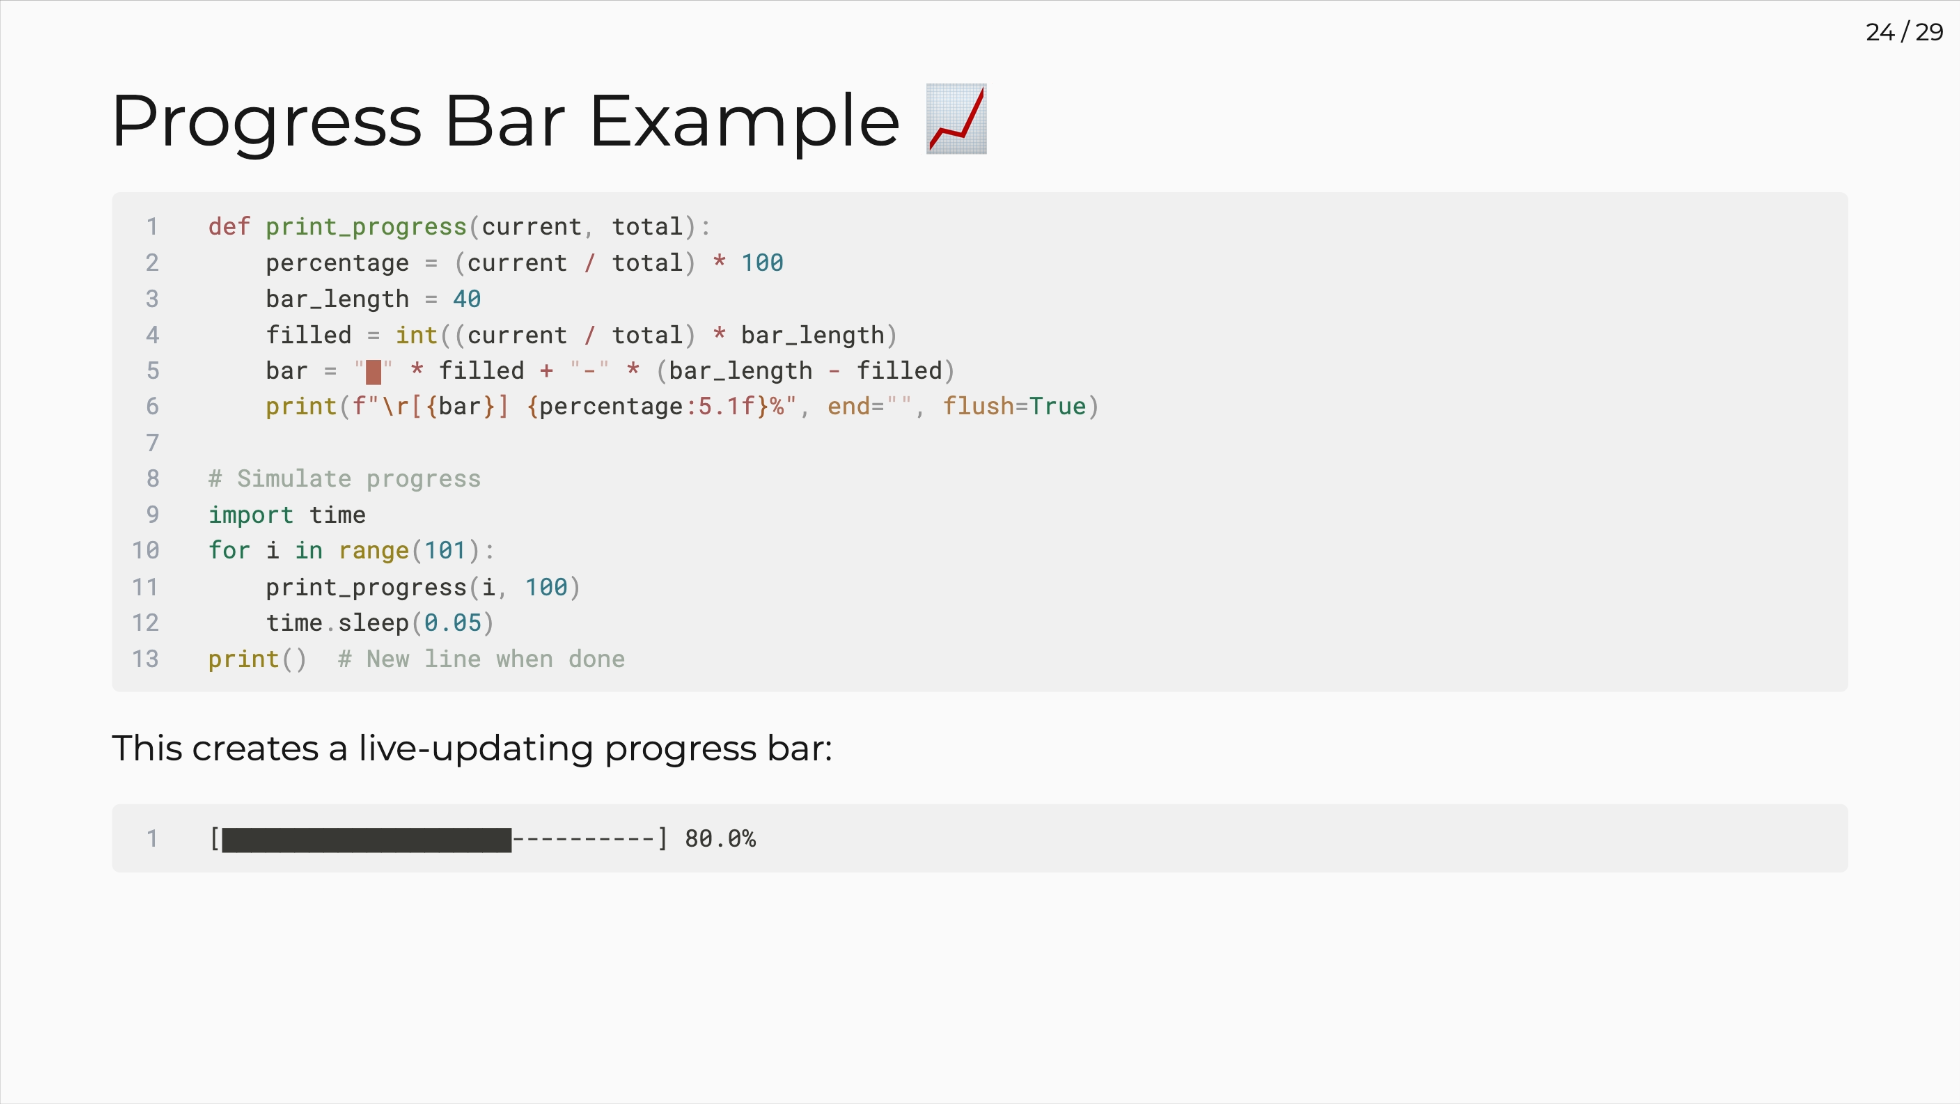 24 / 29
Progress Bar Example 📈
1 def print_progress(current, total):
2     percentage = (current / total) * 100
3     bar_length = 40
4     filled = int((current / total) * bar_length)
5     bar = "█" * filled + "-" * (bar_length - filled)
6     print(f"\r[{bar}] {percentage:5.1f}%", end="", flush=True)
7
8 # Simulate progress
9 import time
10 for i in range(101):
11     print_progress(i, 100)
12     time.sleep(0.05)
13 print()  # New line when done
This creates a live-updating progress bar:
1 [████████████████████----------] 80.0%